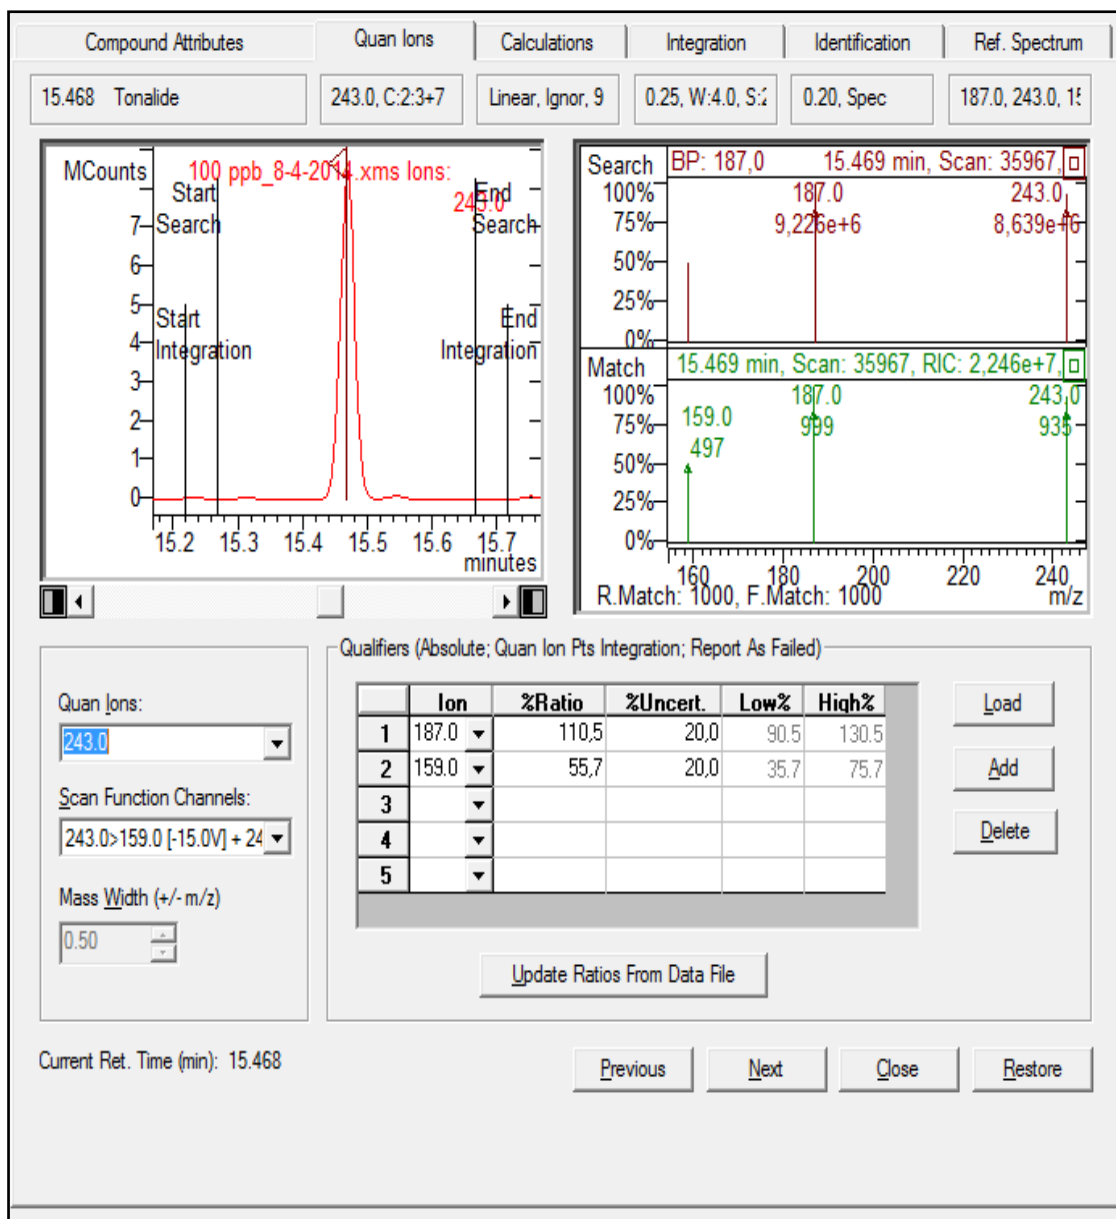 Compound Attributes Quan Ions Calculations Integration Identification Ref. Spectrum
15.468 Tonalide 243.0, C:2:3+7 Linear, Ignor, 9 0.25, W:4.0, S:2 0.20, Spec 187.0, 243.0, 15
MCounts
100 ppb_8-4-2014.xms Ions:
243.0
Start
Search
End
Search
7
6
5
4
3
2
1
0
Start
Integration
End
Integration
15.2 15.3 15.4 15.5 15.6 15.7
minutes
Search BP: 187,0 15.469 min, Scan: 35967,
100%
75%
50%
25%
0%
187.0
9,226e+6
243.0
8,639e+6
Match 15.469 min, Scan: 35967, RIC: 2,246e+7,
100%
75%
50%
25%
0%
159.0
497
187.0
999
243,0
935
160 180 200 220 240
R.Match: 1000, F.Match: 1000 m/z
Quan Ions:
243.0
Scan Function Channels:
243.0>159.0 [-15.0V] + 24
Mass Width (+/- m/z)
0.50
Qualifiers (Absolute; Quan Ion Pts Integration; Report As Failed)
Ion %Ratio %Uncert. Low% High%
1 187.0 110,5 20,0 90.5 130.5
2 159.0 55,7 20,0 35.7 75.7
3
4
5
Load
Add
Delete
Update Ratios From Data File
Current Ret. Time (min): 15.468
Previous Next Close Restore